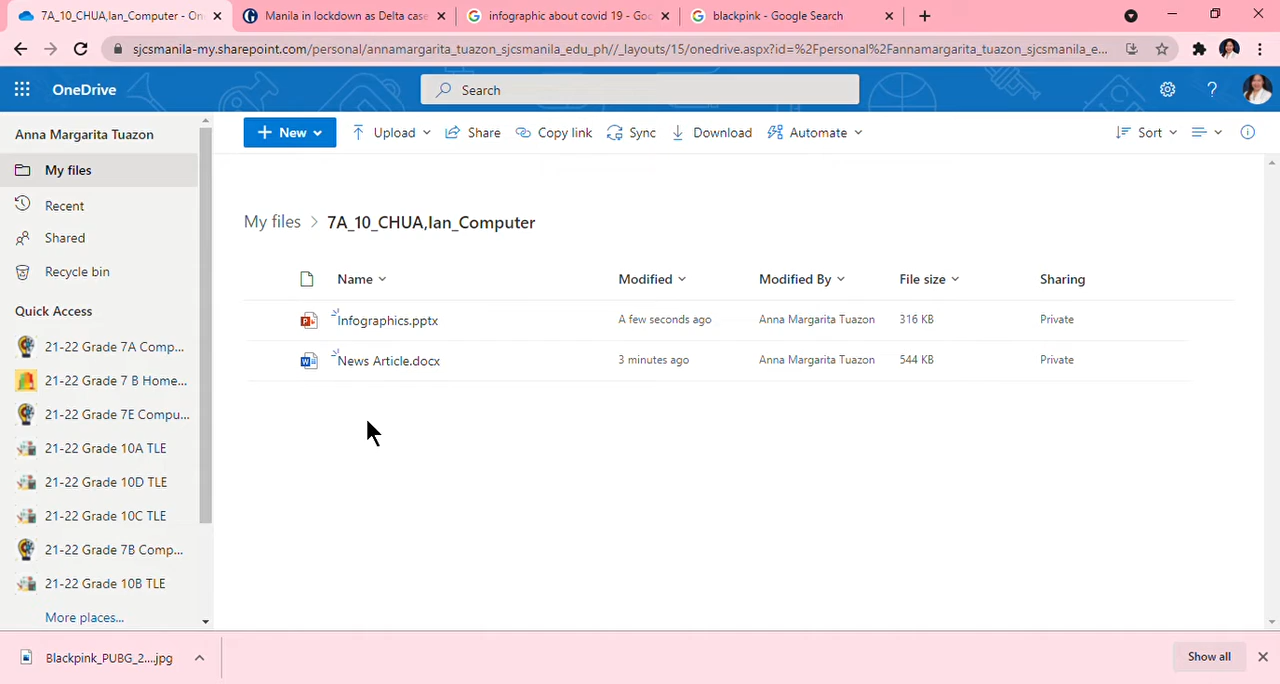 7A_10_CHUA,Ian_Computer - On
Manila in lockdown as Delta case
infographic about covid 19 - Goo
blackpink - Google Search
sjcsmanila-my.sharepoint.com/personal/annamargarita_tuazon_sjcsmanila_edu_ph//_layouts/15/onedrive.aspx?id=%2Fpersonal%2Fannamargarita_tuazon_sjcsmanila_e...
OneDrive
Search
?
Anna Margarita Tuazon
My files
Recent
Shared
Recycle bin
Quick Access
21-22 Grade 7A Comp...
21-22 Grade 7 B Home...
21-22 Grade 7E Compu...
21-22 Grade 10A TLE
21-22 Grade 10D TLE
21-22 Grade 10C TLE
21-22 Grade 7B Comp...
21-22 Grade 10B TLE
More places...
+ New Upload Share Copy link Sync Download Automate Sort
My files > 7A_10_CHUA,Ian_Computer
Name Modified Modified By File size Sharing
Infographics.pptx A few seconds ago Anna Margarita Tuazon 316 KB Private
News Article.docx 3 minutes ago Anna Margarita Tuazon 544 KB Private
Blackpink_PUBG_2....jpg
Show all